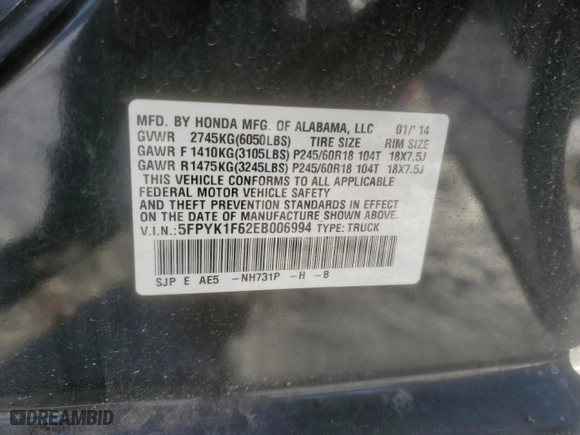 MFD. BY HONDA MFG. OF ALABAMA, LLC 01/'14
GVWR 2745KG(6050LBS) TIRE SIZE RIM SIZE
GAWR F 1410KG(3105LBS) P245/60R18 104T 18X7.5J
GAWR R1475KG(3245LBS) P245/60R18 104T 18X7.5J
THIS VEHICLE CONFORMS TO ALL APPLICABLE
FEDERAL MOTOR VEHICLE SAFETY
AND THEFT PREVENTION STANDARDS IN EFFECT
ON THE DATE OF MANUFACTURE SHOWN ABOVE.
V.I.N.: 5FPYK1F62EB006994 TYPE: TRUCK
SJP E AE5 -NH731P -H -B
DREAMBID